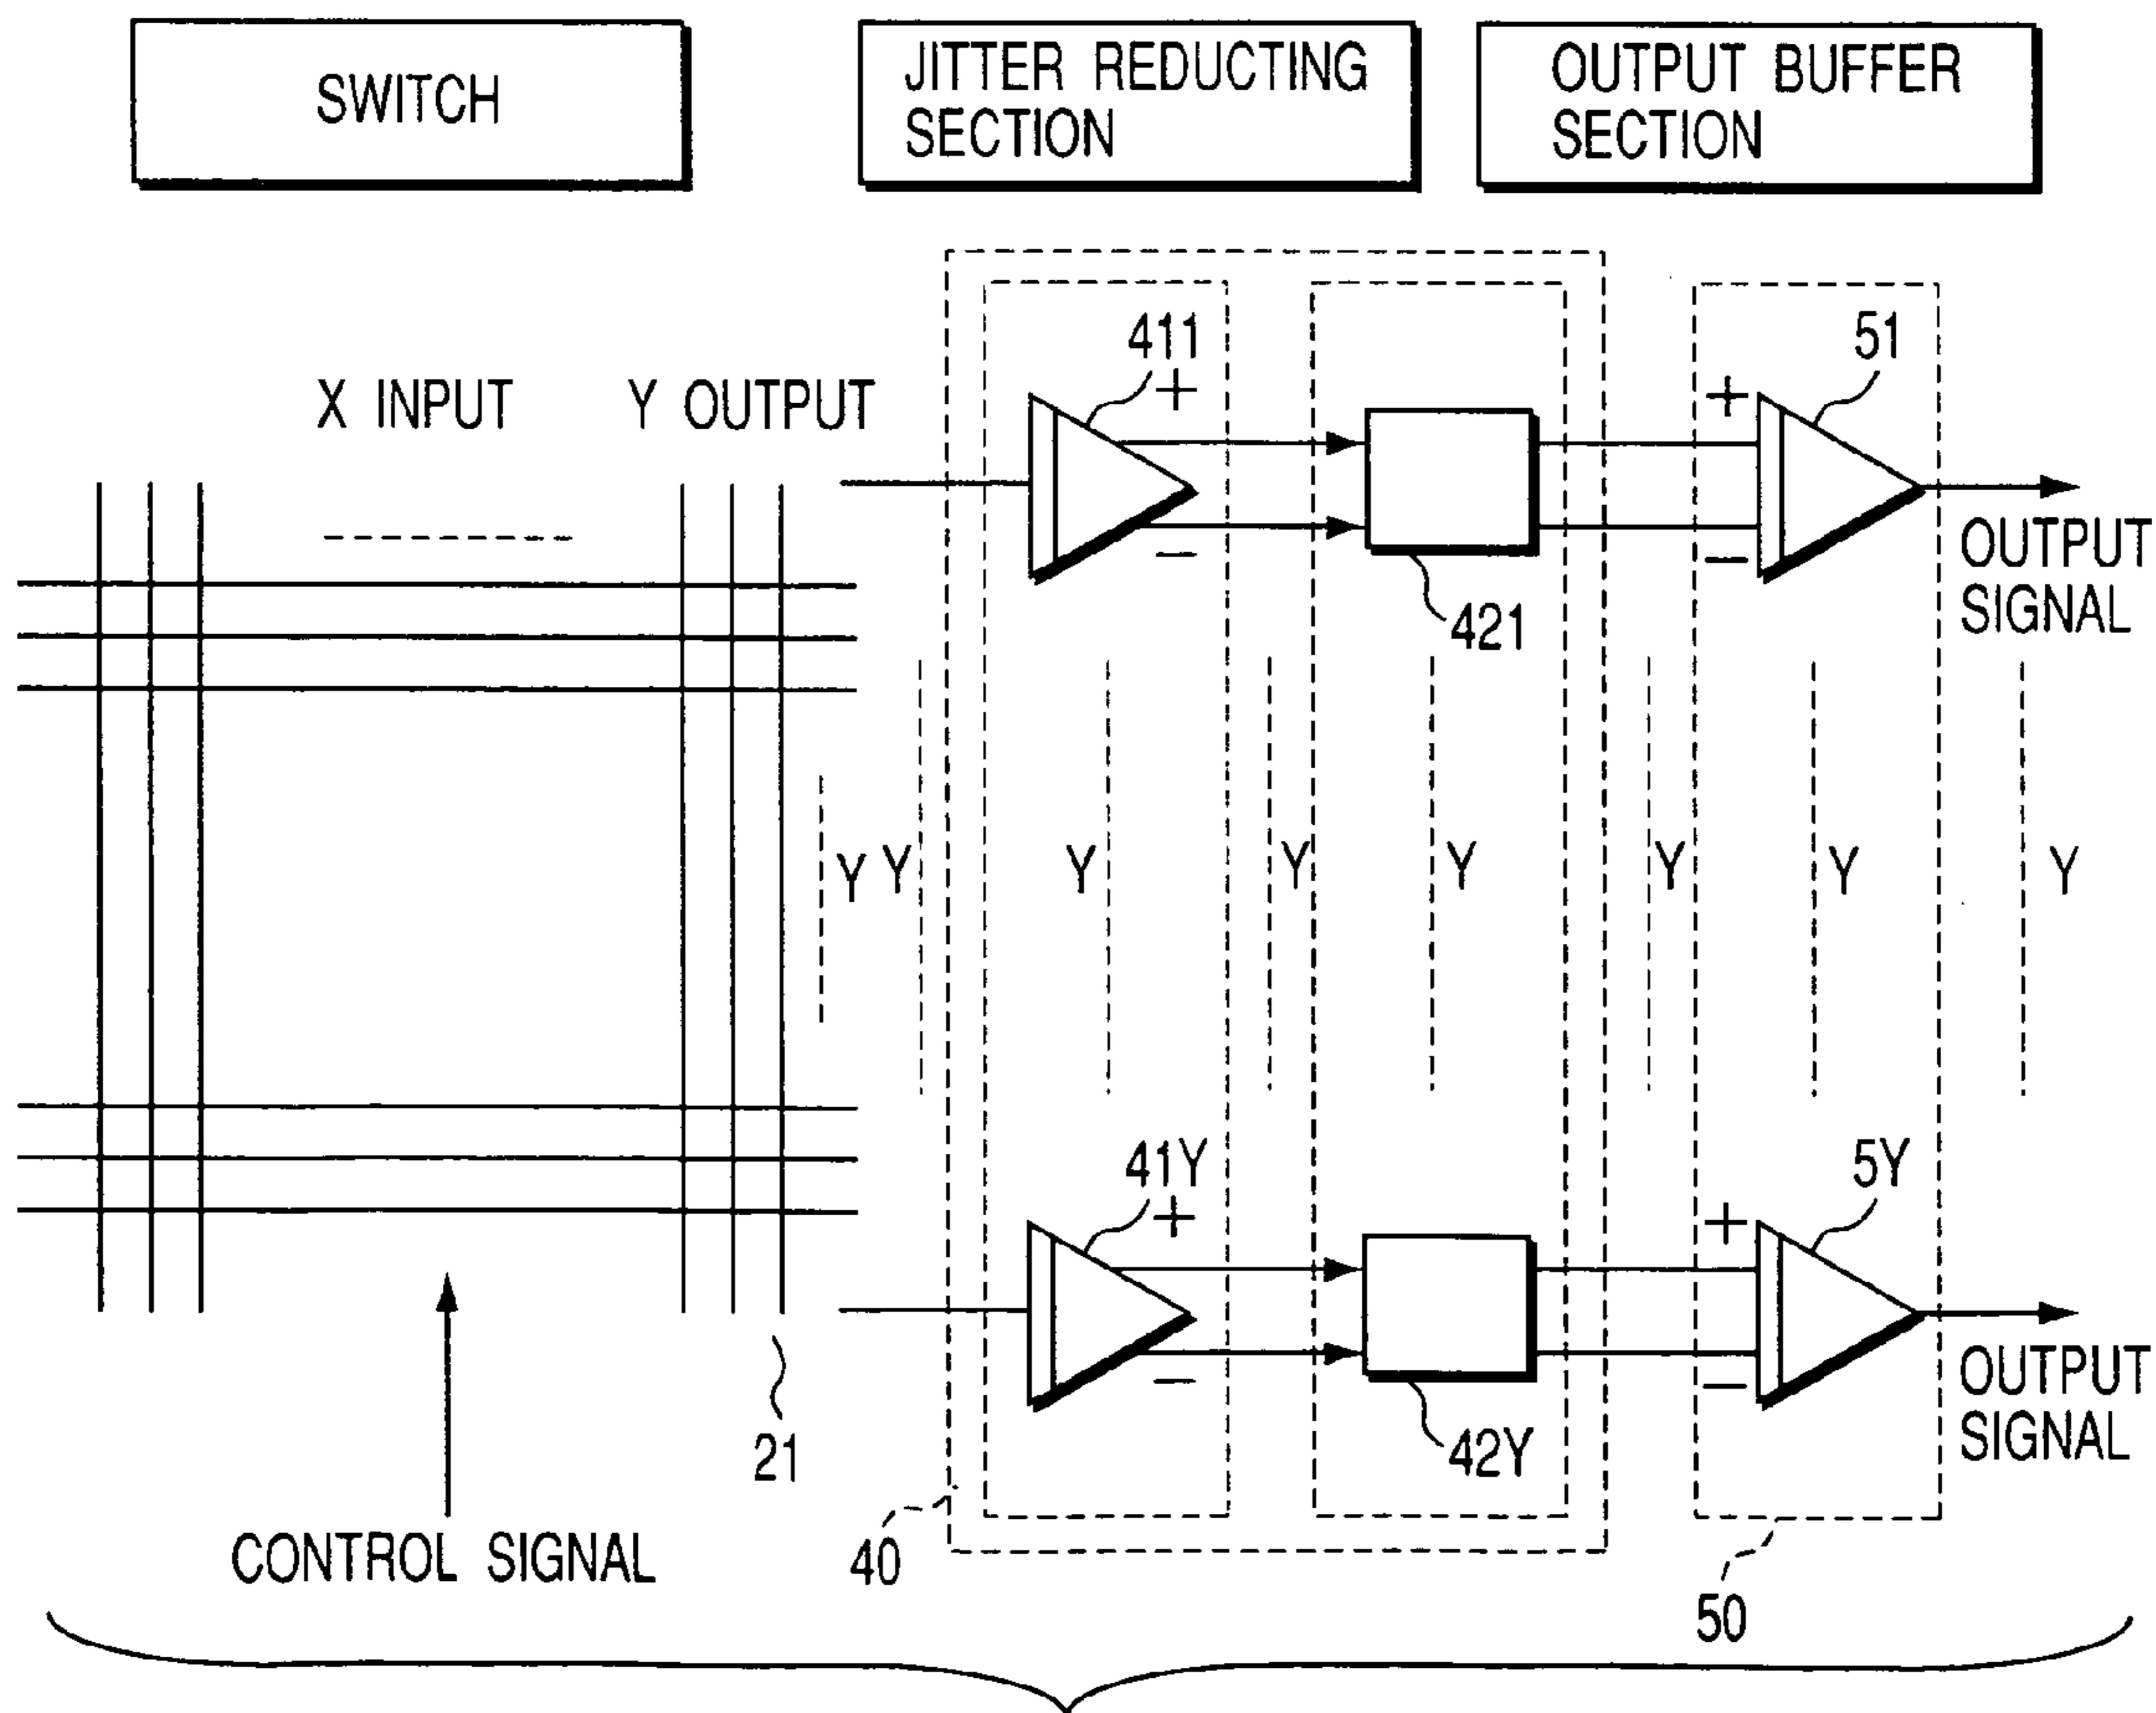 SWITCH
JITTER REDUCTING
SECTION
OUTPUT BUFFER
SECTION
X INPUT
Y OUTPUT
411
+
−
421
+
−
51
OUTPUT
SIGNAL
Y
Y
Y
Y
Y
Y
Y
Y
41Y
+
−
42Y
+
−
5Y
OUTPUT
SIGNAL
21
CONTROL SIGNAL
40
50